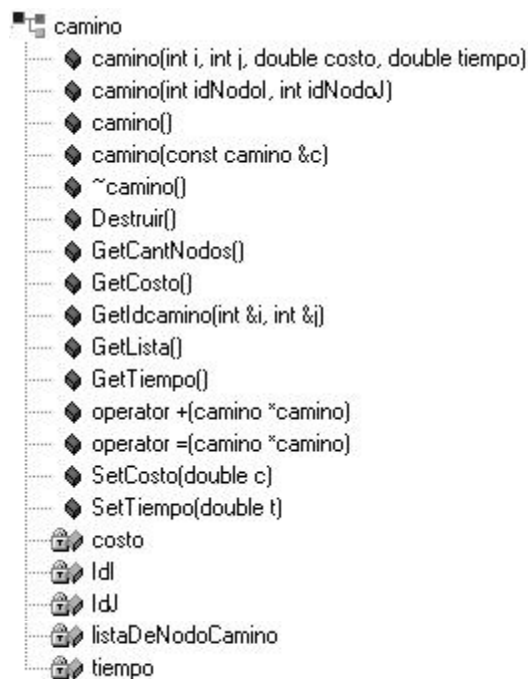 camino
camino(int i, int j, double costo, double tiempo)
camino(int idNodoI, int idNodoJ)
camino()
camino(const camino &c)
~camino()
Destruir()
GetCantNodos()
GetCosto()
GetIdcamino(int &i, int &j)
GetLista()
GetTiempo()
operator +(camino *camino)
operator =(camino *camino)
SetCosto(double c)
SetTiempo(double t)
costo
IdI
IdJ
listaDeNodoCamino
tiempo